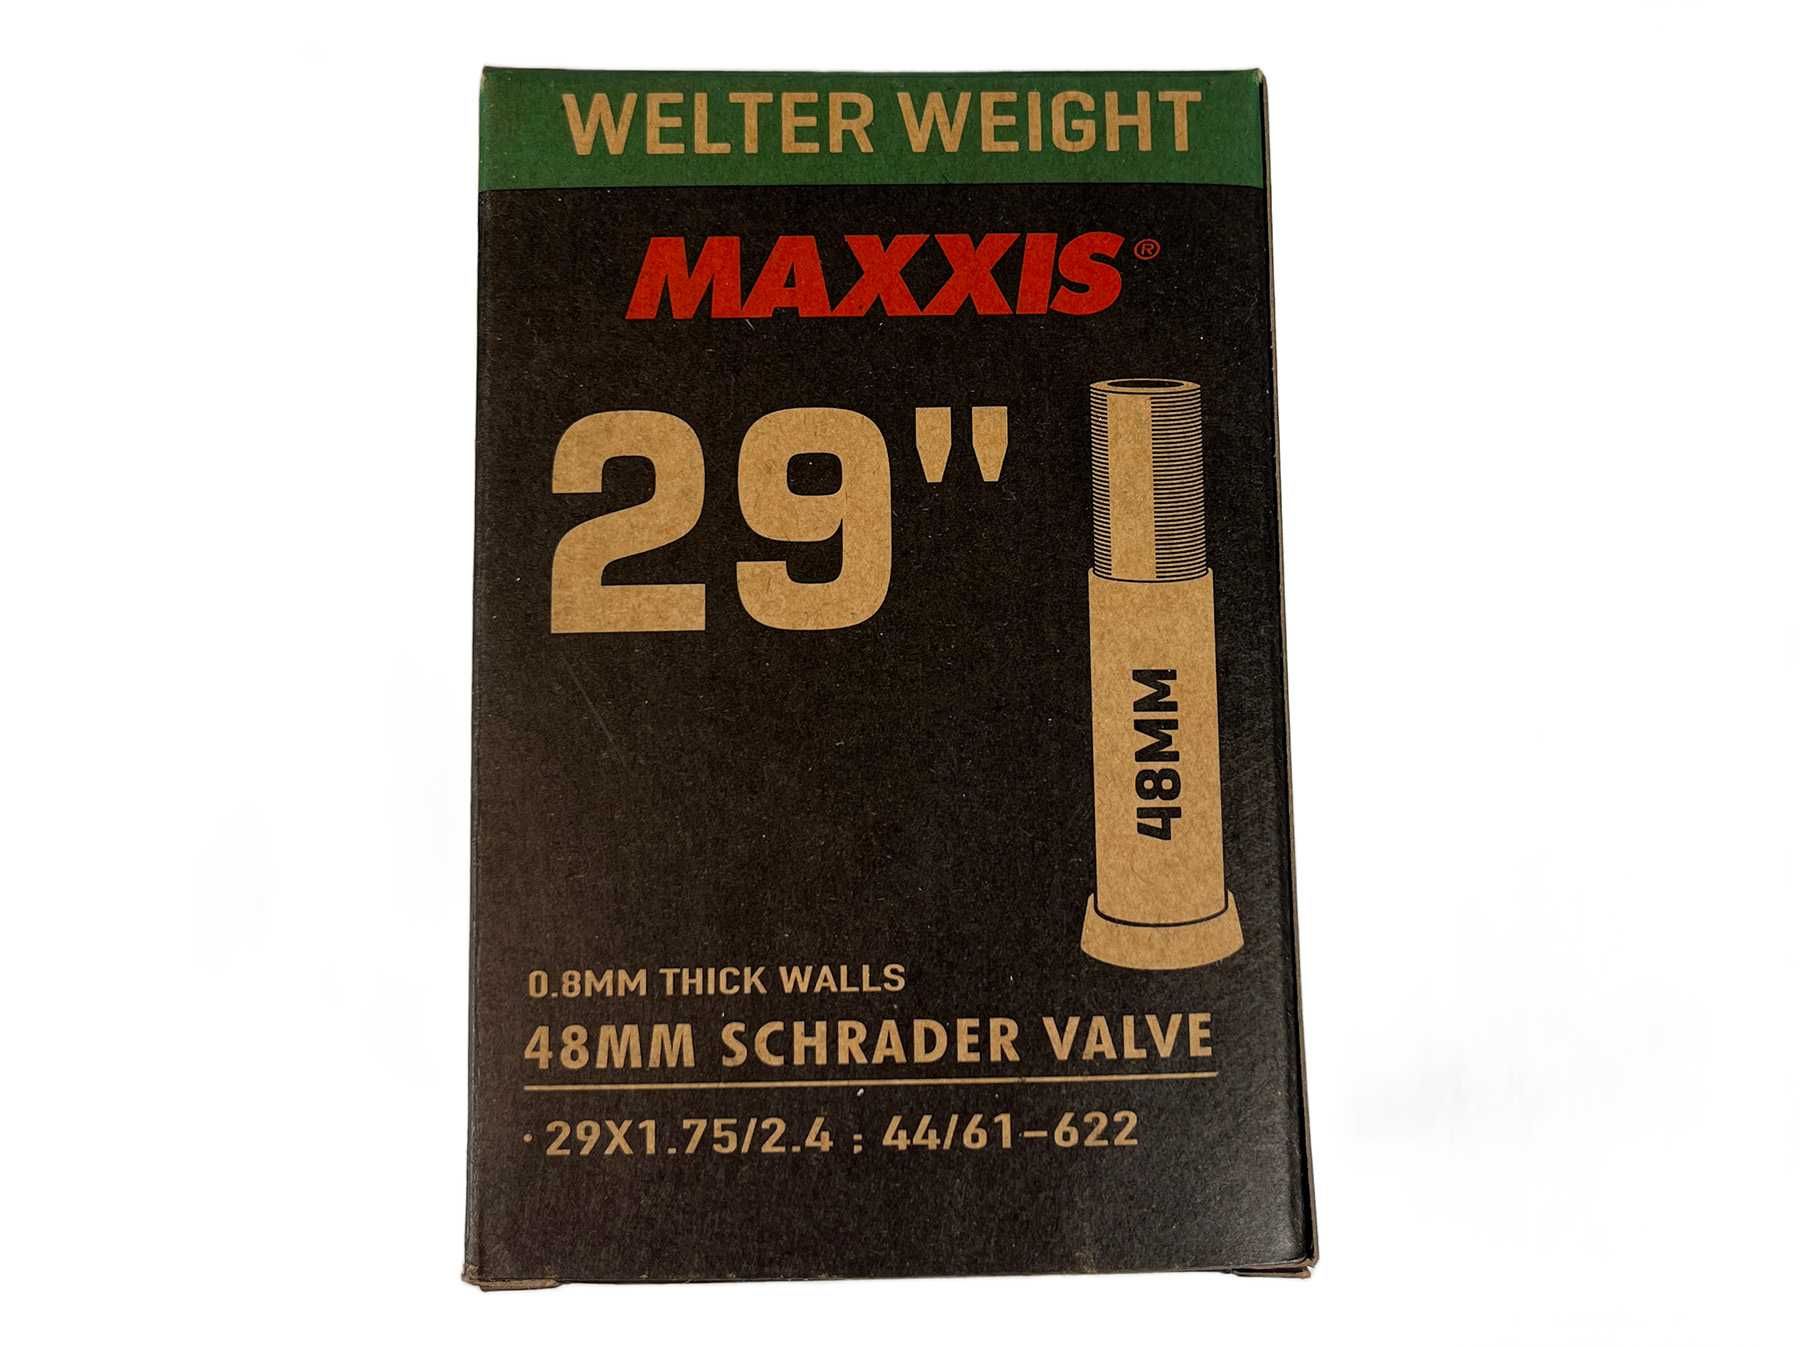 WELTER WEIGHT
MAXXIS®
29"
48MM
0.8MM THICK WALLS
48MM SCHRADER VALVE
· 29X1.75/2.4 ; 44/61-622